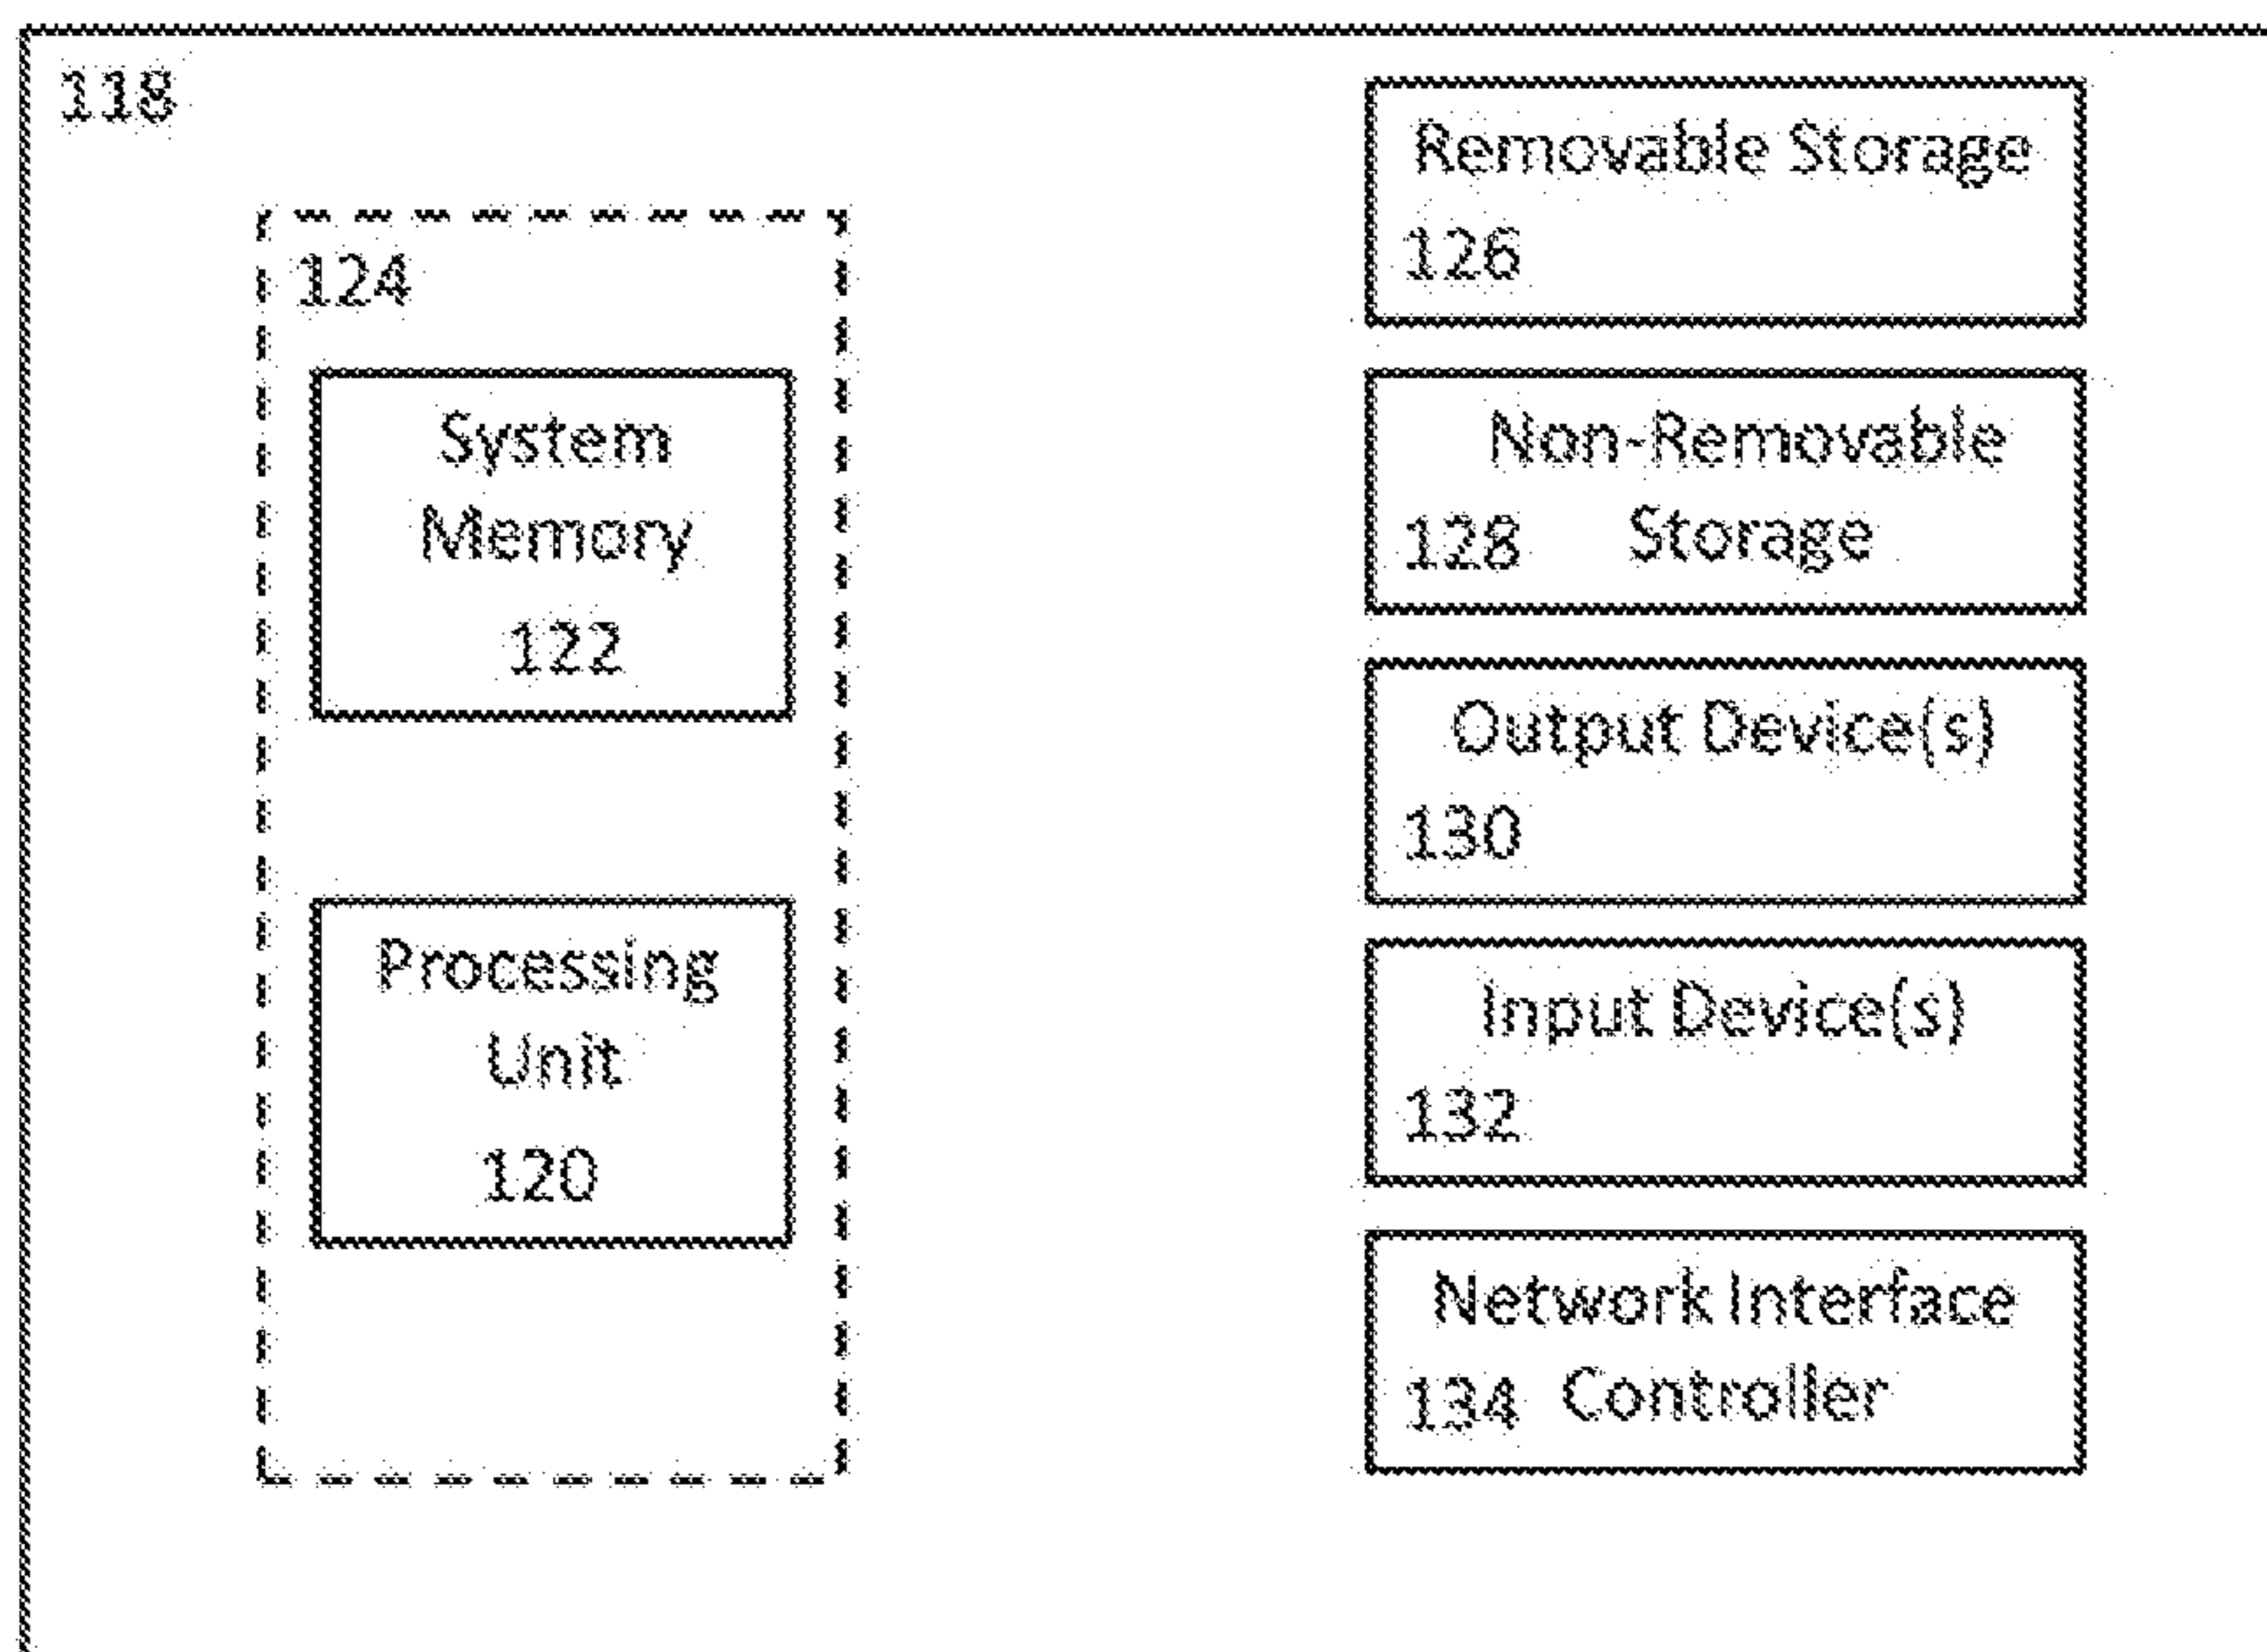 118
124
System
Memory
122
Processing
Unit
120
Removable Storage
126
Non-Removable
128 Storage
Output Device(s)
130
Input Device(s)
132
Network Interface
134 Controller